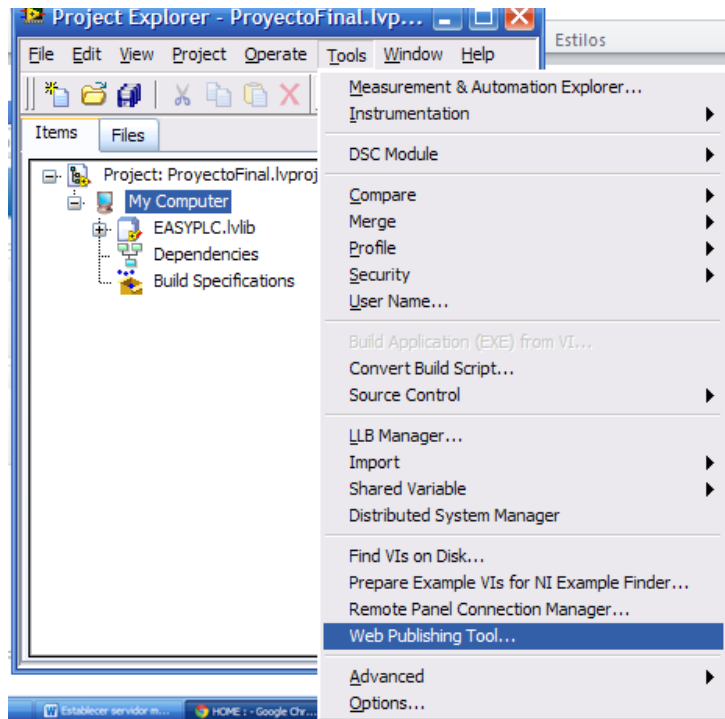 Project Explorer - ProyectoFinal.lvp...
Estilos
File Edit View Project Operate Tools Window Help
Items Files
Project: ProyectoFinal.lvproj
My Computer
EASYPLC.lvlib
Dependencies
Build Specifications
Measurement & Automation Explorer...
Instrumentation
DSC Module
Compare
Merge
Profile
Security
User Name...
Build Application (EXE) from VI...
Convert Build Script...
Source Control
LLB Manager...
Import
Shared Variable
Distributed System Manager
Find VIs on Disk...
Prepare Example VIs for NI Example Finder...
Remote Panel Connection Manager...
Web Publishing Tool...
Advanced
Options...
Establecer servidor m... HOME : - Google Chr...